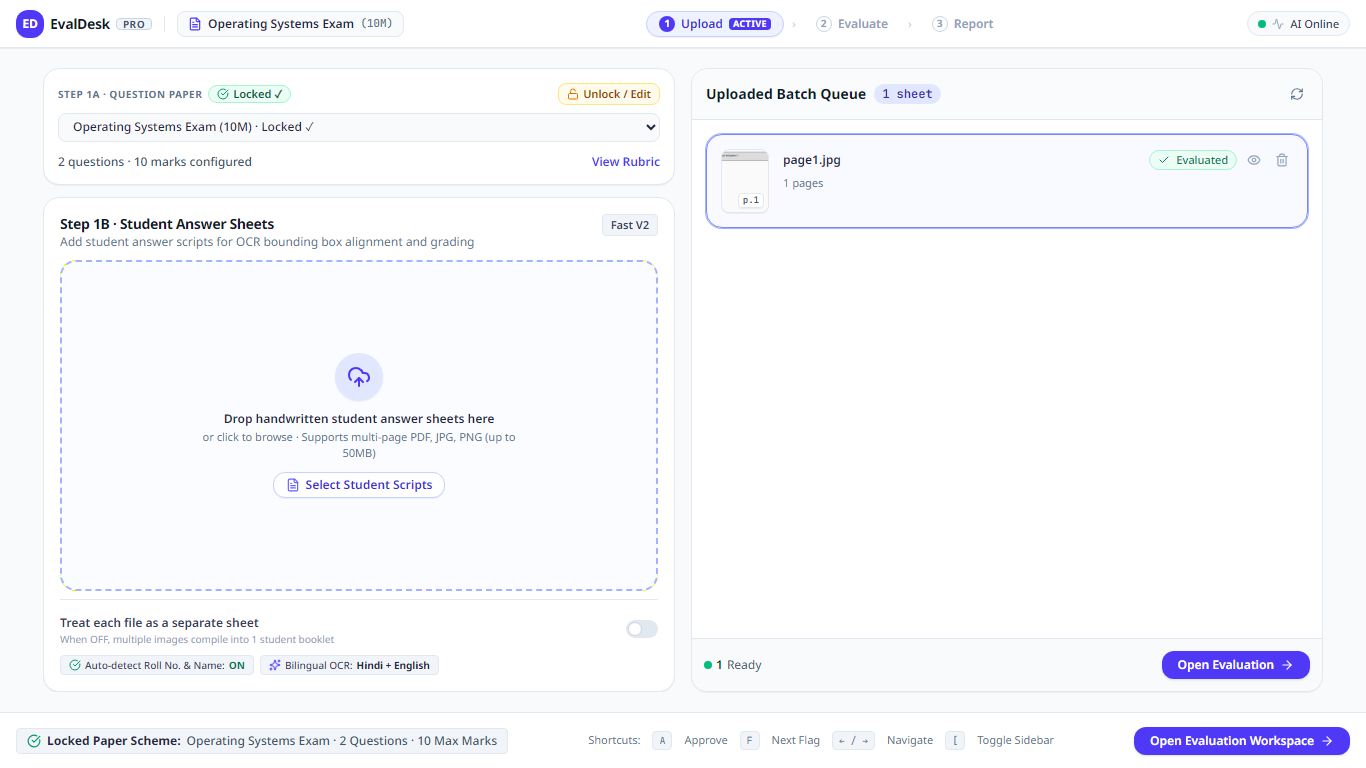 ED EvalDesk PRO Operating Systems Exam (10M) 1 Upload ACTIVE › 2 Evaluate › 3 Report AI Online
STEP 1A · QUESTION PAPER Locked ✓ Unlock / Edit
Operating Systems Exam (10M) · Locked ✓
2 questions · 10 marks configured View Rubric
Step 1B · Student Answer Sheets Fast V2
Add student answer scripts for OCR bounding box alignment and grading
Drop handwritten student answer sheets here
or click to browse · Supports multi-page PDF, JPG, PNG (up to
50MB)
Select Student Scripts
Treat each file as a separate sheet
When OFF, multiple images compile into 1 student booklet
Auto-detect Roll No. & Name: ON Bilingual OCR: Hindi + English
Uploaded Batch Queue 1 sheet
page1.jpg Evaluated
1 pages
p.1
1 Ready Open Evaluation →
Locked Paper Scheme: Operating Systems Exam · 2 Questions · 10 Max Marks Shortcuts: A Approve F Next Flag ← / → Navigate [ Toggle Sidebar Open Evaluation Workspace →